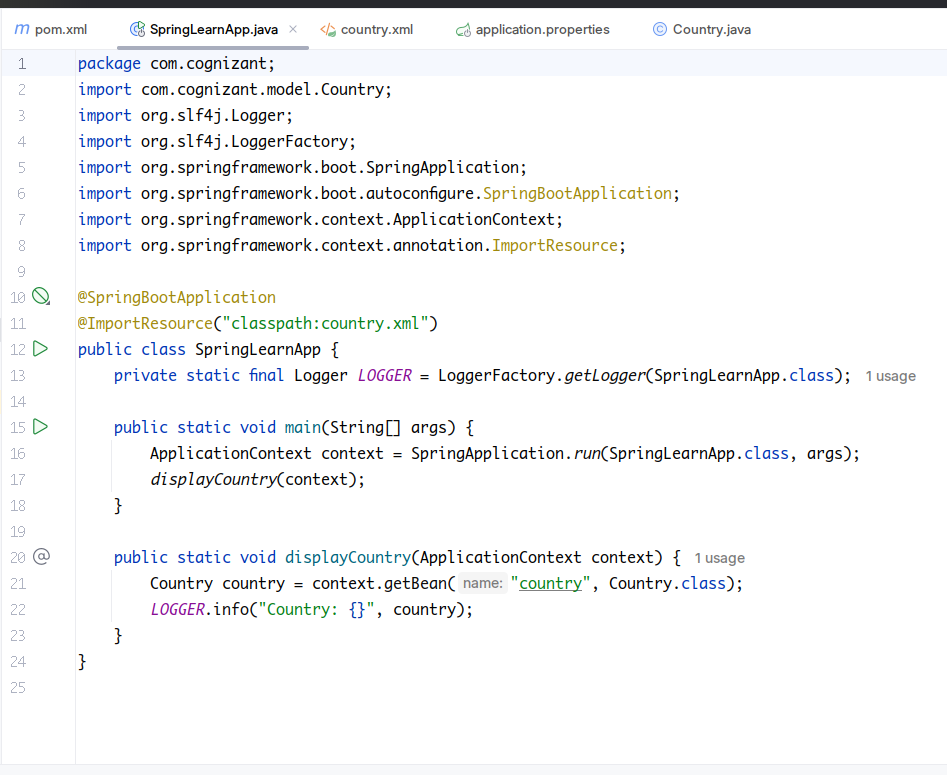 pom.xml SpringLearnApp.java country.xml application.properties Country.java
1 package com.cognizant;
2 import com.cognizant.model.Country;
3 import org.slf4j.Logger;
4 import org.slf4j.LoggerFactory;
5 import org.springframework.boot.SpringApplication;
6 import org.springframework.boot.autoconfigure.SpringBootApplication;
7 import org.springframework.context.ApplicationContext;
8 import org.springframework.context.annotation.ImportResource;
9
10 @SpringBootApplication
11 @ImportResource("classpath:country.xml")
12 public class SpringLearnApp {
13     private static final Logger LOGGER = LoggerFactory.getLogger(SpringLearnApp.class); 1 usage
14
15     public static void main(String[] args) {
16         ApplicationContext context = SpringApplication.run(SpringLearnApp.class, args);
17         displayCountry(context);
18     }
19
20     public static void displayCountry(ApplicationContext context) { 1 usage
21         Country country = context.getBean( name: "country", Country.class);
22         LOGGER.info("Country: {}", country);
23     }
24 }
25